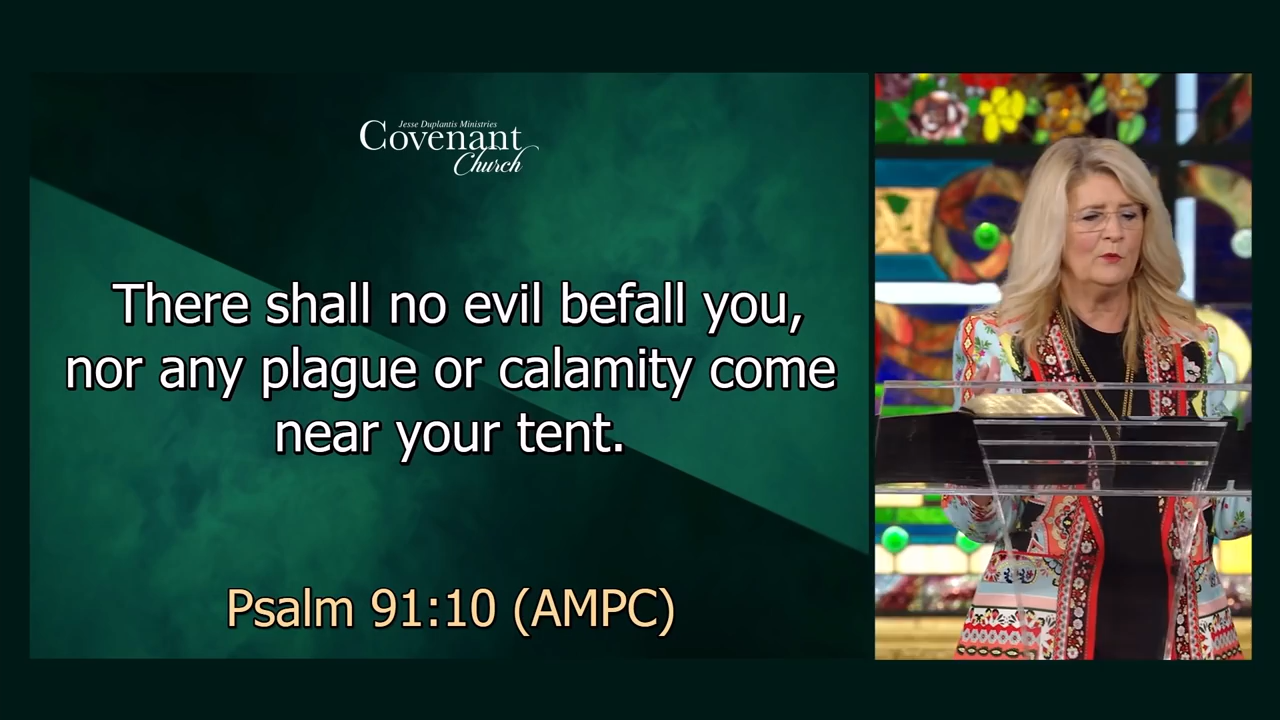 Jesse Duplantis Ministries
Covenant
Church
There shall no evil befall you,
nor any plague or calamity come
near your tent.
Psalm 91:10 (AMPC)